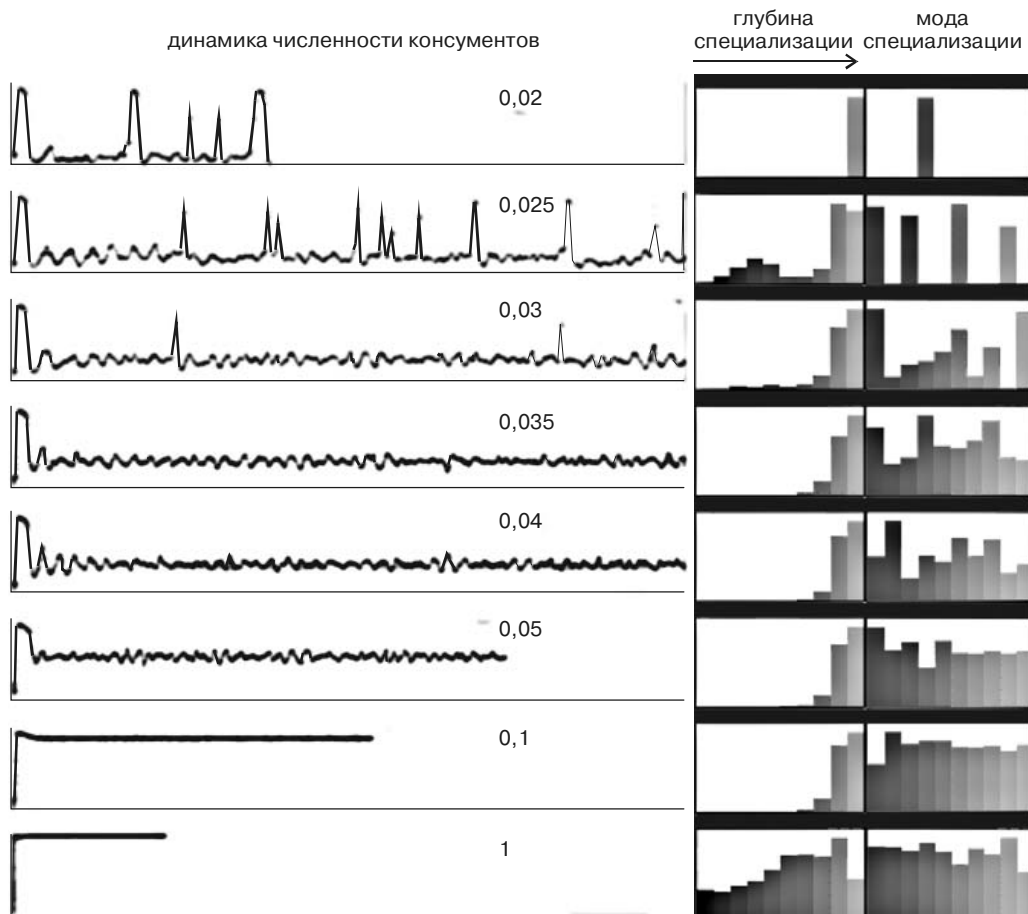 динамика численности консументов
глубина
специализации
мода
специализации
0,02
0,025
0,03
0,035
0,04
0,05
0,1
1